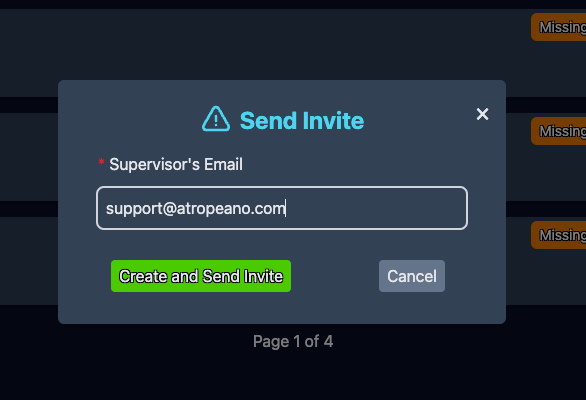 Missing
Send Invite
×
* Supervisor's Email
Missing
support@atropeano.com
Missing
Create and Send Invite
Cancel
Page 1 of 4